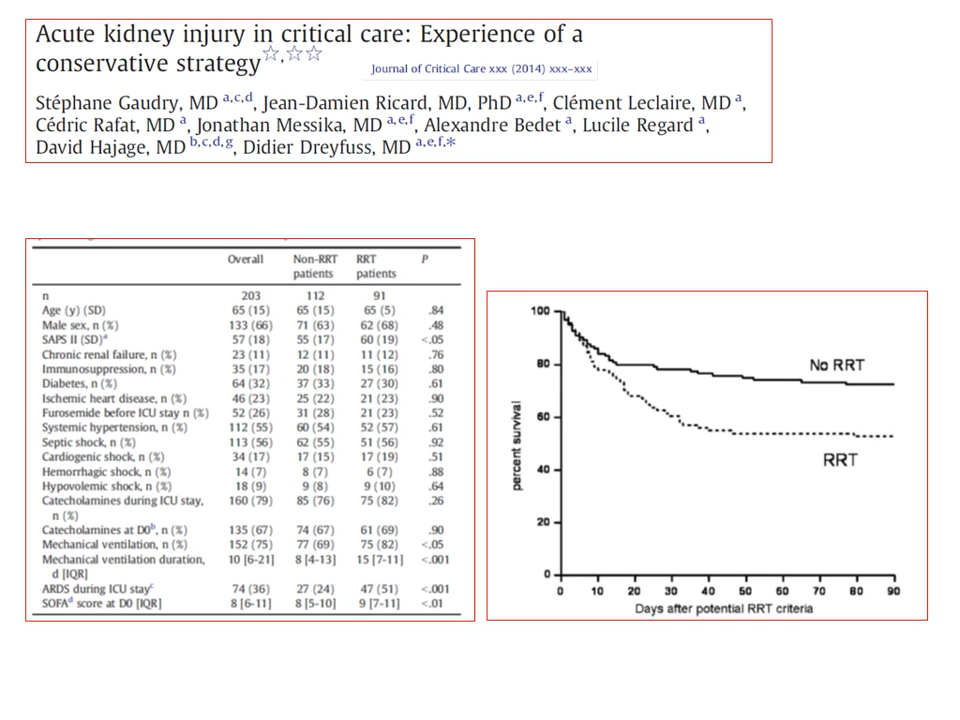 Acute kidney injury in critical care: Experience of a
conservative strategy☆,☆☆
Journal of Critical Care xxx (2014) xxx–xxx
Stéphane Gaudry, MD a,c,d, Jean-Damien Ricard, MD, PhD a,e,f, Clément Leclaire, MD a,
Cédric Rafat, MD a, Jonathan Messika, MD a,e,f, Alexandre Bedet a, Lucile Regard a,
David Hajage, MD b,c,d,g, Didier Dreyfuss, MD a,e,f,*
Overall Non-RRT patients RRT patients P
n 203 112 91
Age (y) (SD) 65 (15) 65 (15) 65 (5) .84
Male sex, n (%) 133 (66) 71 (63) 62 (68) .48
SAPS II (SD)a 57 (18) 55 (17) 60 (19) <.05
Chronic renal failure, n (%) 23 (11) 12 (11) 11 (12) .76
Immunosuppression, n (%) 35 (17) 20 (18) 15 (16) .80
Diabetes, n (%) 64 (32) 37 (33) 27 (30) .61
Ischemic heart disease, n (%) 46 (23) 25 (22) 21 (23) .90
Furosemide before ICU stay n (%) 52 (26) 31 (28) 21 (23) .52
Systemic hypertension, n (%) 112 (55) 60 (54) 52 (57) .61
Septic shock, n (%) 113 (56) 62 (55) 51 (56) .92
Cardiogenic shock, n (%) 34 (17) 17 (15) 17 (19) .51
Hemorrhagic shock, n (%) 14 (7) 8 (7) 6 (7) .88
Hypovolemic shock, n (%) 18 (9) 9 (8) 9 (10) .64
Catecholamines during ICU stay, 160 (79) 85 (76) 75 (82) .26
n (%)
Catecholamines at D0b, n (%) 135 (67) 74 (67) 61 (69) .90
Mechanical ventilation, n (%) 152 (75) 77 (69) 75 (82) <.05
Mechanical ventilation duration, 10 [6-21] 8 [4-13] 15 [7-11] <.001
d [IQR]
ARDS during ICU stayc 74 (36) 27 (24) 47 (51) <.001
SOFAd score at D0 [IQR] 8 [6-11] 8 [5-10] 9 [7-11] <.01
percent survival
100
80
60
40
20
0
No RRT
RRT
0 10 20 30 40 50 60 70 80 90
Days after potential RRT criteria